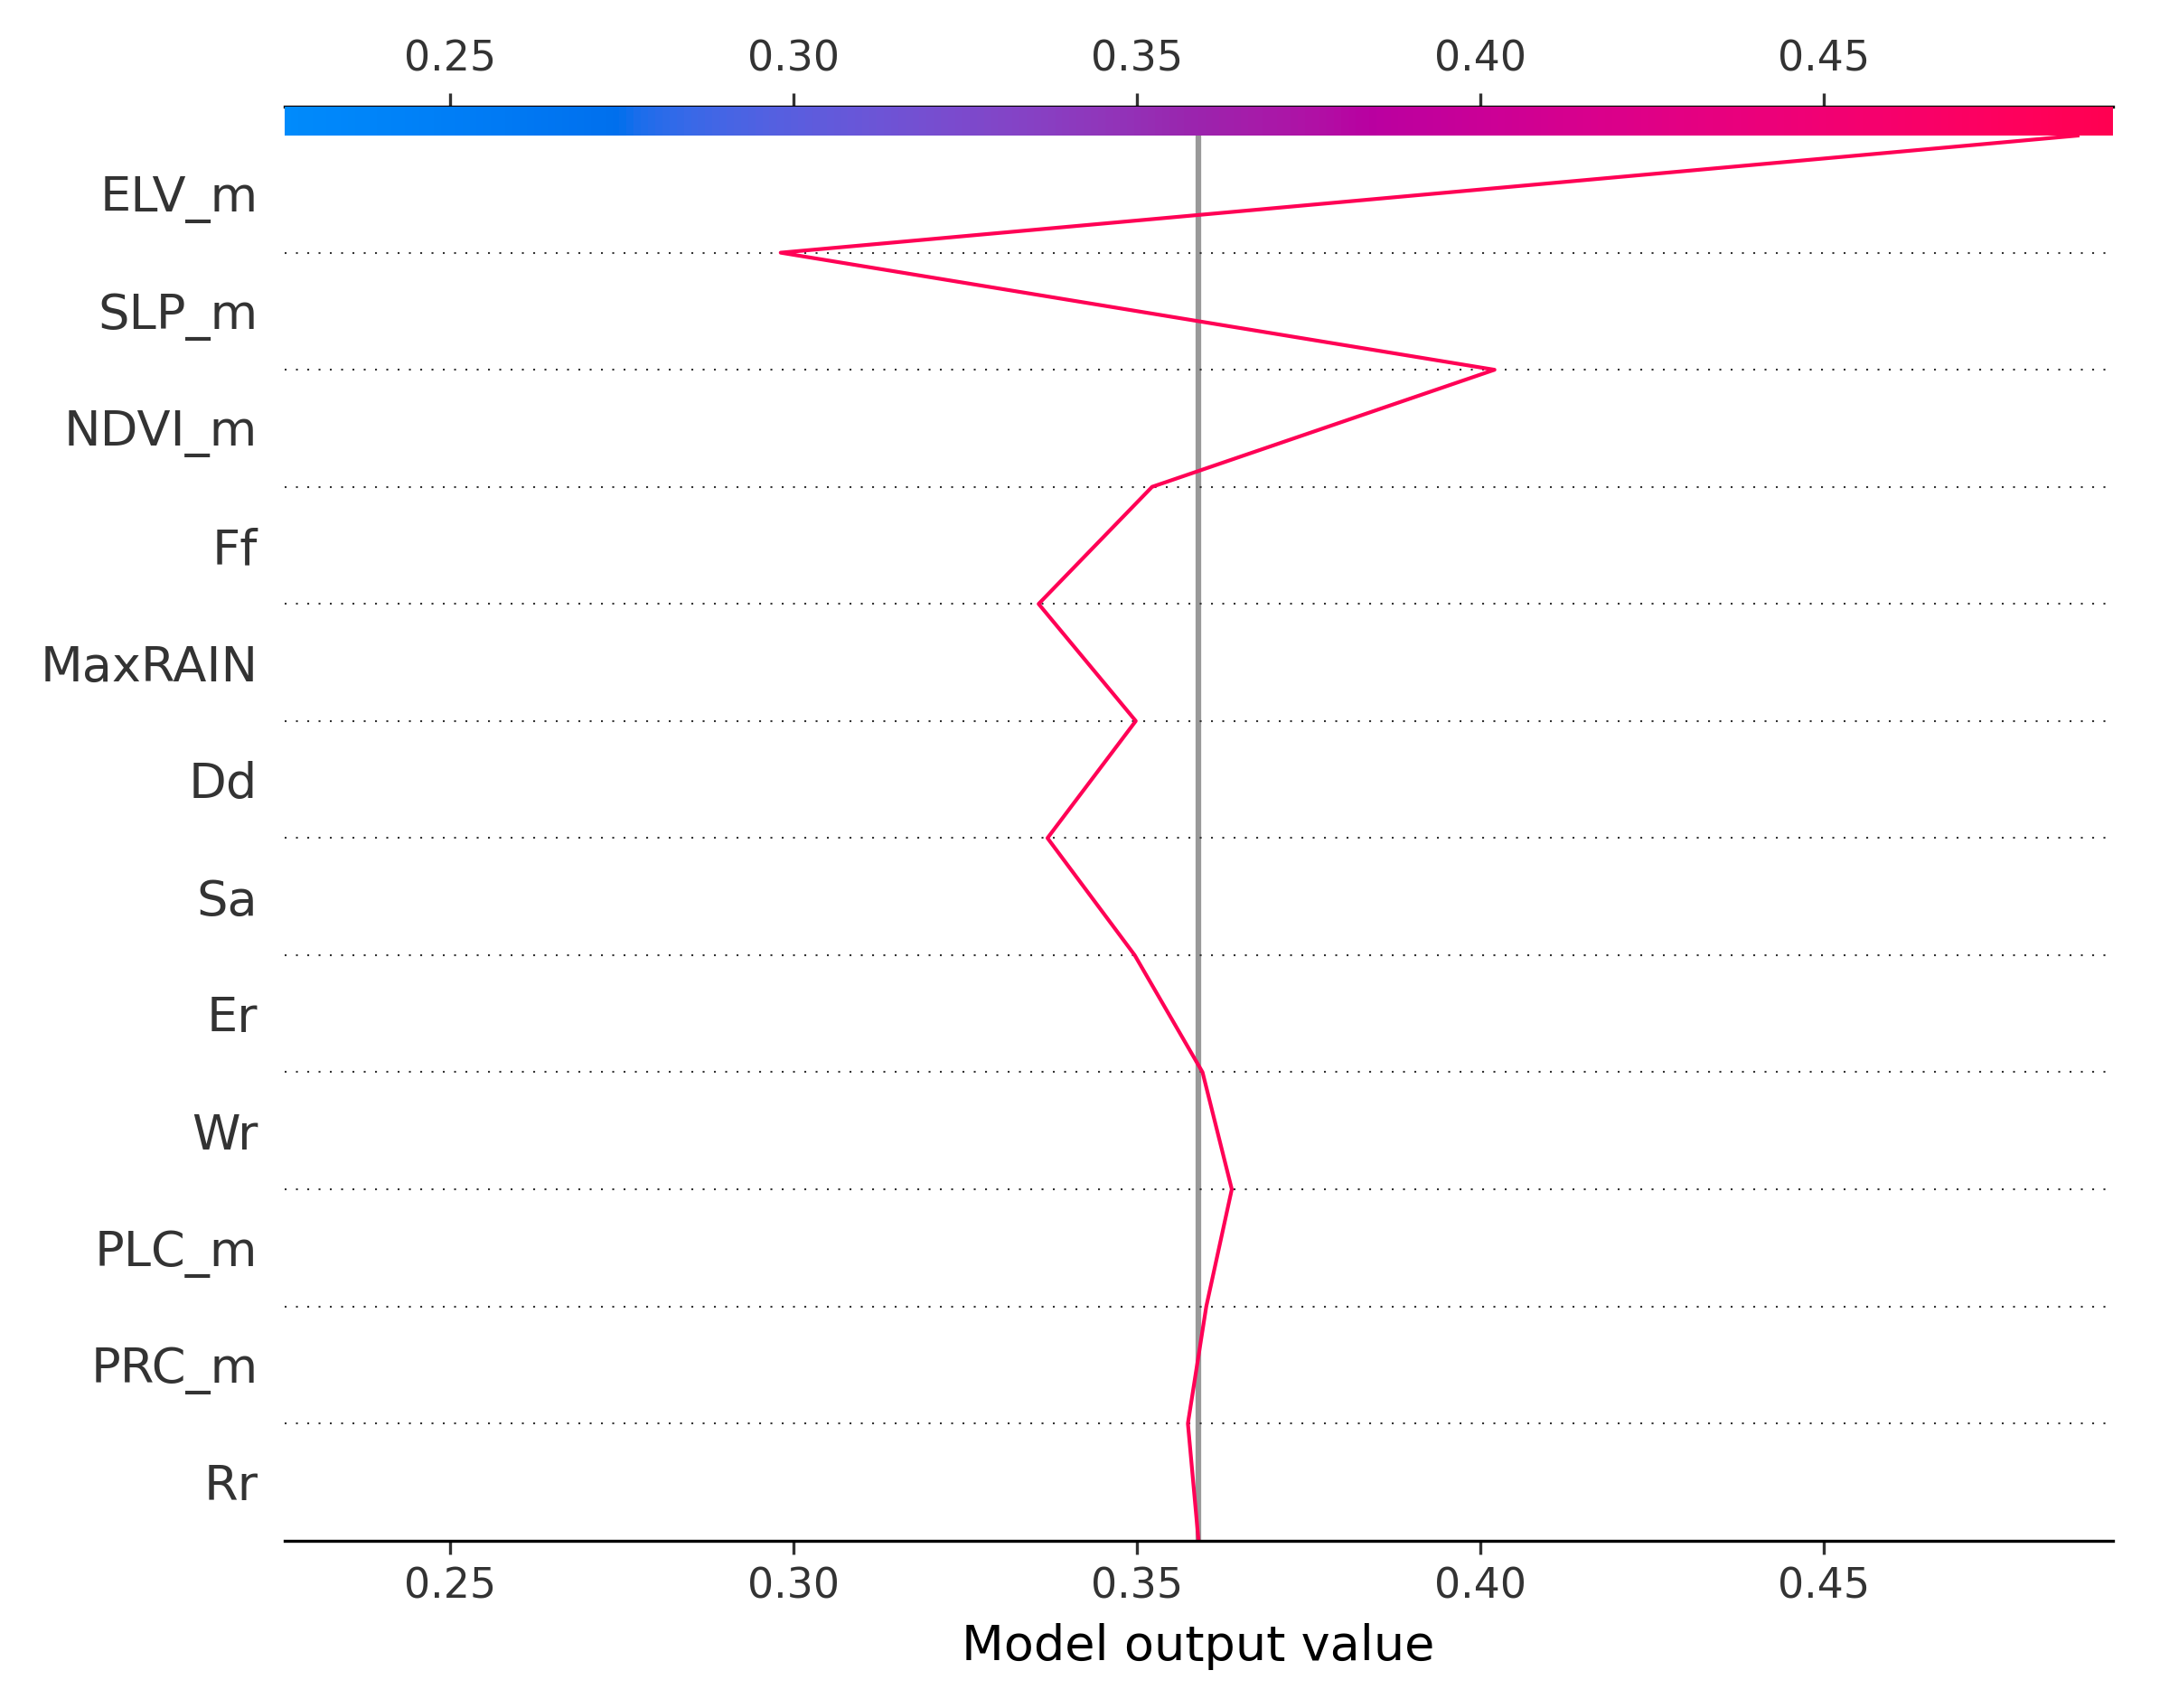 0.25 0.30 0.35 0.40 0.45
ELV_m
SLP_m
NDVI_m
Ff
MaxRAIN
Dd
Sa
Er
Wr
PLC_m
PRC_m
Rr
0.25 0.30 0.35 0.40 0.45
Model output value